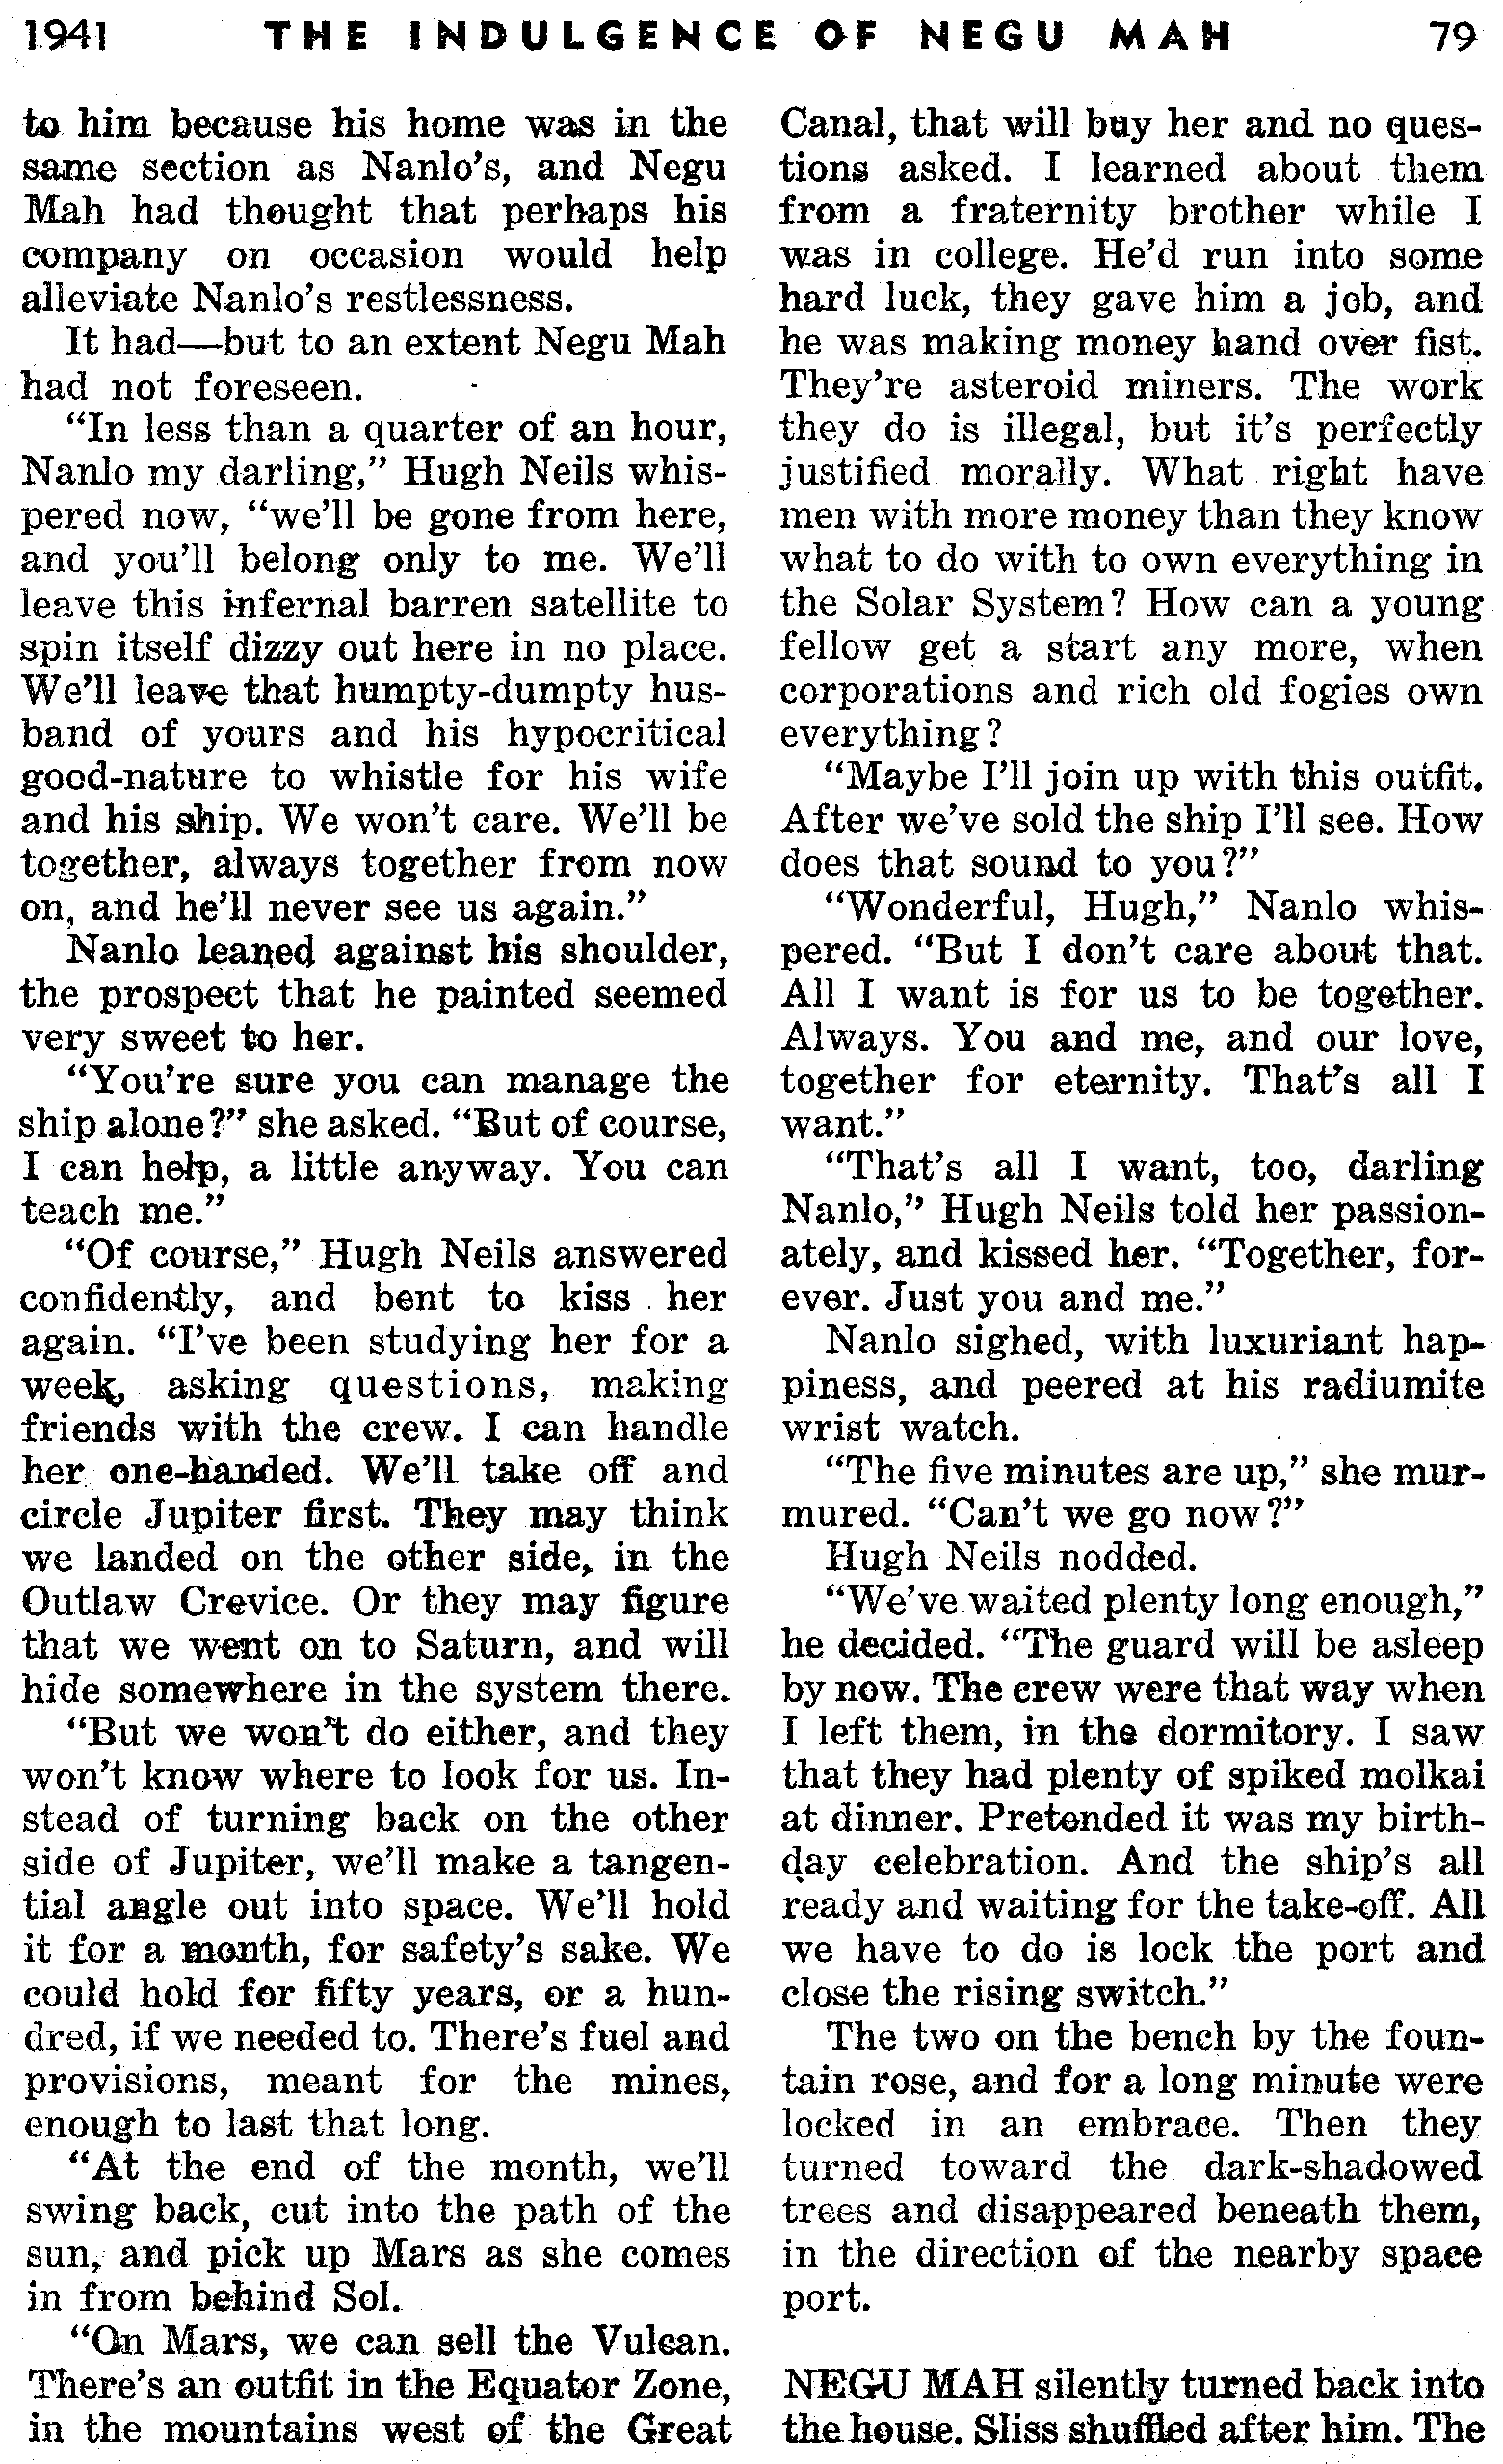 1941 THE INDULGENCE OF NEGU MAH 79
to him because his home was in the
same section as Nanlo's, and Negu
Mah had thought that perhaps his
company on occasion would help
alleviate Nanlo's restlessness.
It had—but to an extent Negu Mah
had not foreseen.
"In less than a quarter of an hour,
Nanlo my darling," Hugh Neils whis-
pered now, "we'll be gone from here,
and you'll belong only to me. We'll
leave this infernal barren satellite to
spin itself dizzy out here in no place.
We'll leave that humpty-dumpty hus-
band of yours and his hypocritical
good-nature to whistle for his wife
and his ship. We won't care. We'll be
together, always together from now
on, and he'll never see us again."
Nanlo leaned against his shoulder,
the prospect that he painted seemed
very sweet to her.
"You're sure you can manage the
ship alone?" she asked. "But of course,
I can help, a little anyway. You can
teach me."
"Of course," Hugh Neils answered
confidently, and bent to kiss her
again. "I've been studying her for a
week, asking questions, making
friends with the crew. I can handle
her one-handed. We'll take off and
circle Jupiter first. They may think
we landed on the other side, in the
Outlaw Crevice. Or they may figure
that we went on to Saturn, and will
hide somewhere in the system there.
"But we won't do either, and they
won't know where to look for us. In-
stead of turning back on the other
side of Jupiter, we'll make a tangen-
tial angle out into space. We'll hold
it for a month, for safety's sake. We
could hold for fifty years, or a hun-
dred, if we needed to. There's fuel and
provisions, meant for the mines,
enough to last that long.
"At the end of the month, we'll
swing back, cut into the path of the
sun, and pick up Mars as she comes
in from behind Sol.
"On Mars, we can sell the Vulcan.
There's an outfit in the Equator Zone,
in the mountains west of the Great
Canal, that will buy her and no ques-
tions asked. I learned about them
from a fraternity brother while I
was in college. He'd run into some
hard luck, they gave him a job, and
he was making money hand over fist.
They're asteroid miners. The work
they do is illegal, but it's perfectly
justified morally. What right have
men with more money than they know
what to do with to own everything in
the Solar System? How can a young
fellow get a start any more, when
corporations and rich old fogies own
everything?
"Maybe I'll join up with this outfit.
After we've sold the ship I'll see. How
does that sound to you?"
"Wonderful, Hugh," Nanlo whis-
pered. "But I don't care about that.
All I want is for us to be together.
Always. You and me, and our love,
together for eternity. That's all I
want."
"That's all I want, too, darling
Nanlo," Hugh Neils told her passion-
ately, and kissed her. "Together, for-
ever. Just you and me."
Nanlo sighed, with luxuriant hap-
piness, and peered at his radiumite
wrist watch.
"The five minutes are up," she mur-
mured. "Can't we go now?"
Hugh Neils nodded.
"We've waited plenty long enough,"
he decided. "The guard will be asleep
by now. The crew were that way when
I left them, in the dormitory. I saw
that they had plenty of spiked molkai
at dinner. Pretended it was my birth-
day celebration. And the ship's all
ready and waiting for the take-off. All
we have to do is lock the port and
close the rising switch."
The two on the bench by the foun-
tain rose, and for a long minute were
locked in an embrace. Then they
turned toward the dark-shadowed
trees and disappeared beneath them,
in the direction of the nearby space
port.
NEGU MAH silently turned back into
the house. Sliss shuffled after him. The